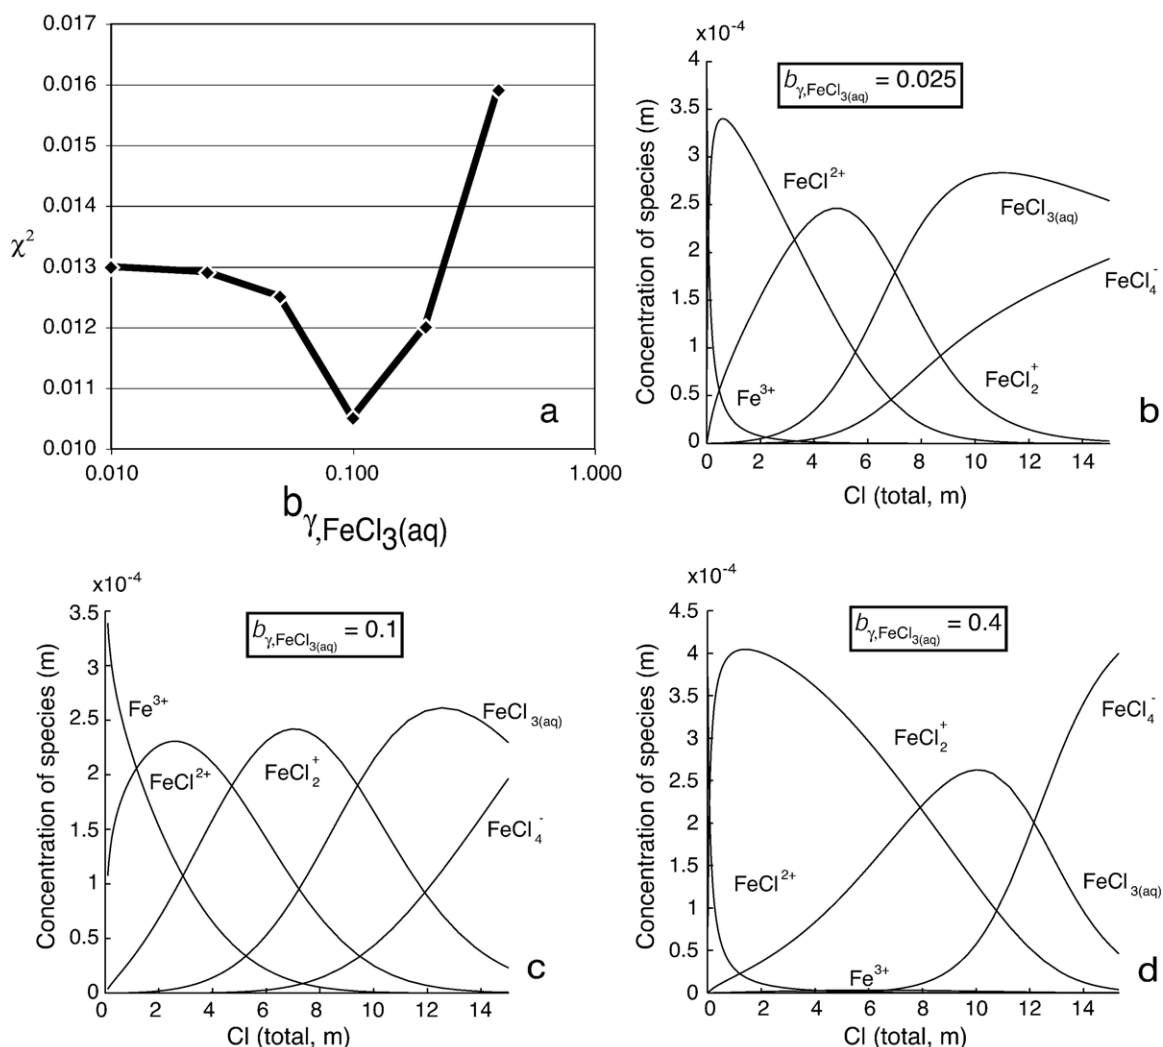 0.017
0.016
0.015
0.014
χ²
0.013
0.012
0.011
0.010
0.010 0.100 1.000
bγ,FeCl3(aq)
a
x10-4
bγ,FeCl3(aq) = 0.025
4
3.5
3
2.5
2
1.5
1
0.5
0
Concentration of species (m)
FeCl2+
FeCl3(aq)
FeCl4-
FeCl2+
Fe3+
b
0 2 4 6 8 10 12 14
Cl (total, m)
x10-4
bγ,FeCl3(aq) = 0.1
3.5
3
2.5
2
1.5
1
0.5
0
Concentration of species (m)
Fe3+
FeCl2+
FeCl2+
FeCl3(aq)
FeCl4-
c
0 2 4 6 8 10 12 14
Cl (total, m)
x10-4
bγ,FeCl3(aq) = 0.4
4.5
4
3.5
3
2.5
2
1.5
1
0.5
0
Concentration of species (m)
FeCl4-
FeCl2+
FeCl2+
FeCl3(aq)
Fe3+
d
0 2 4 6 8 10 12 14
Cl (total, m)